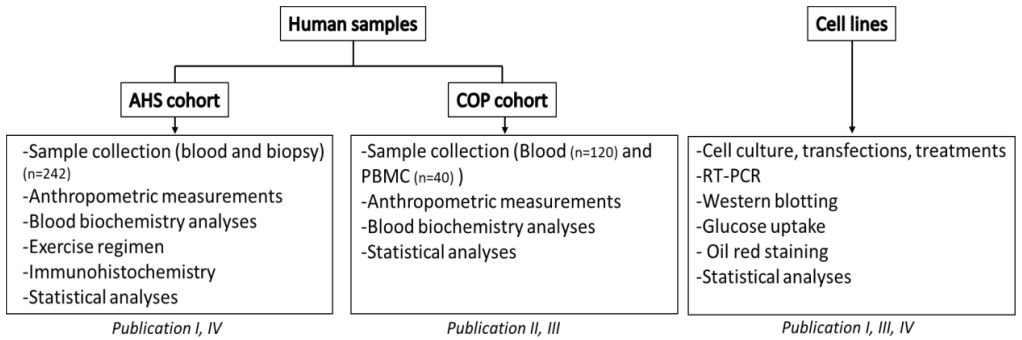 Human samples
Cell lines
AHS cohort
COP cohort
-Sample collection (blood and biopsy)
(n=242)
-Anthropometric measurements
-Blood biochemistry analyses
-Exercise regimen
-Immunohistochemistry
-Statistical analyses
-Sample collection (Blood (n=120) and
PBMC (n=40) )
-Anthropometric measurements
-Blood biochemistry analyses
-Statistical analyses
-Cell culture, transfections, treatments
-RT-PCR
-Western blotting
-Glucose uptake
- Oil red staining
-Statistical analyses
Publication I, IV
Publication II, III
Publication I, III, IV